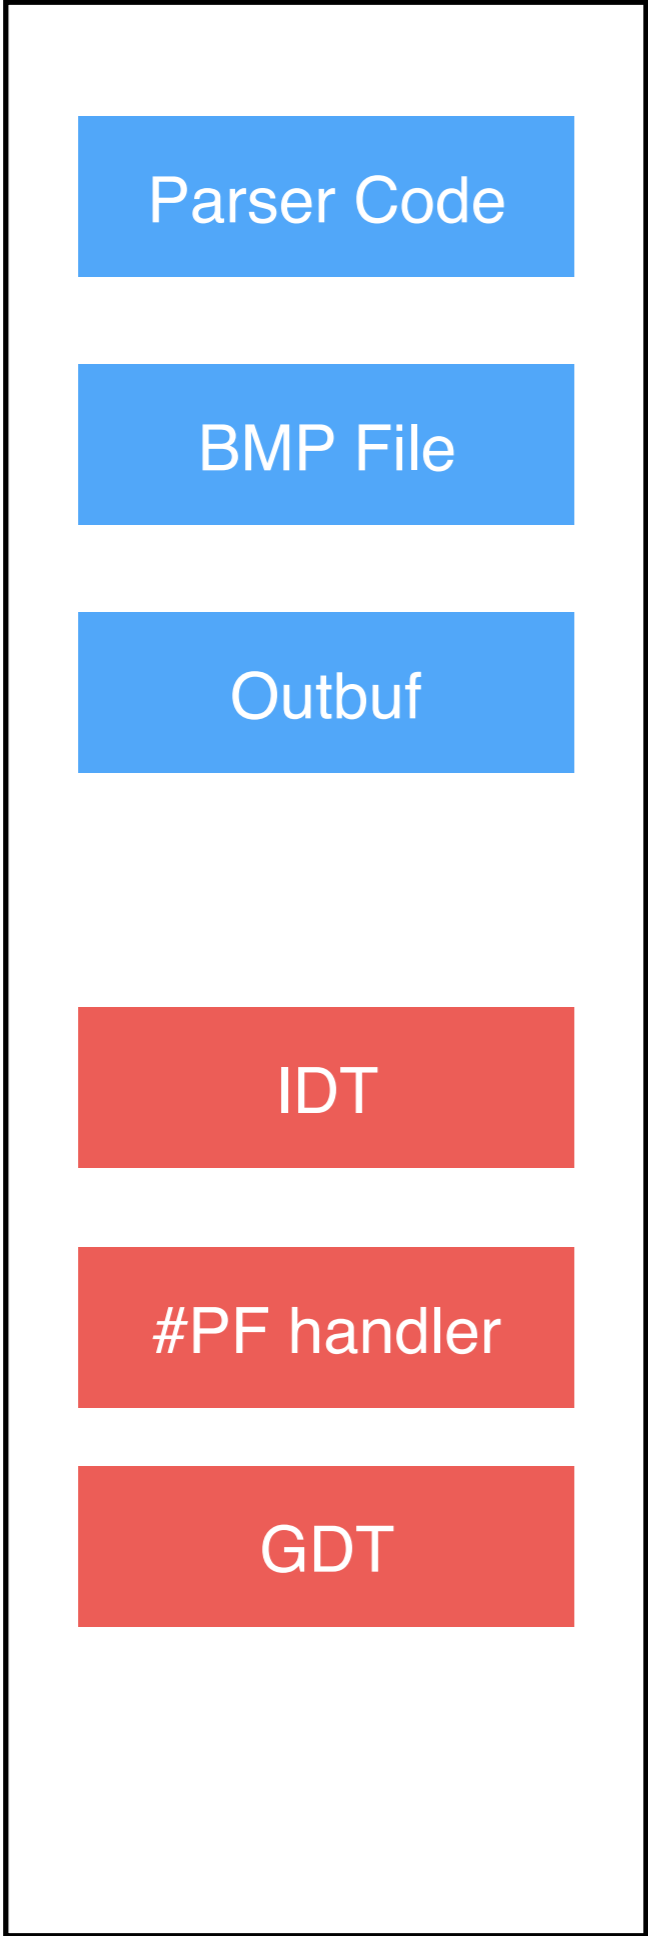 Parser Code
BMP File
Outbuf
IDT
#PF handler
GDT